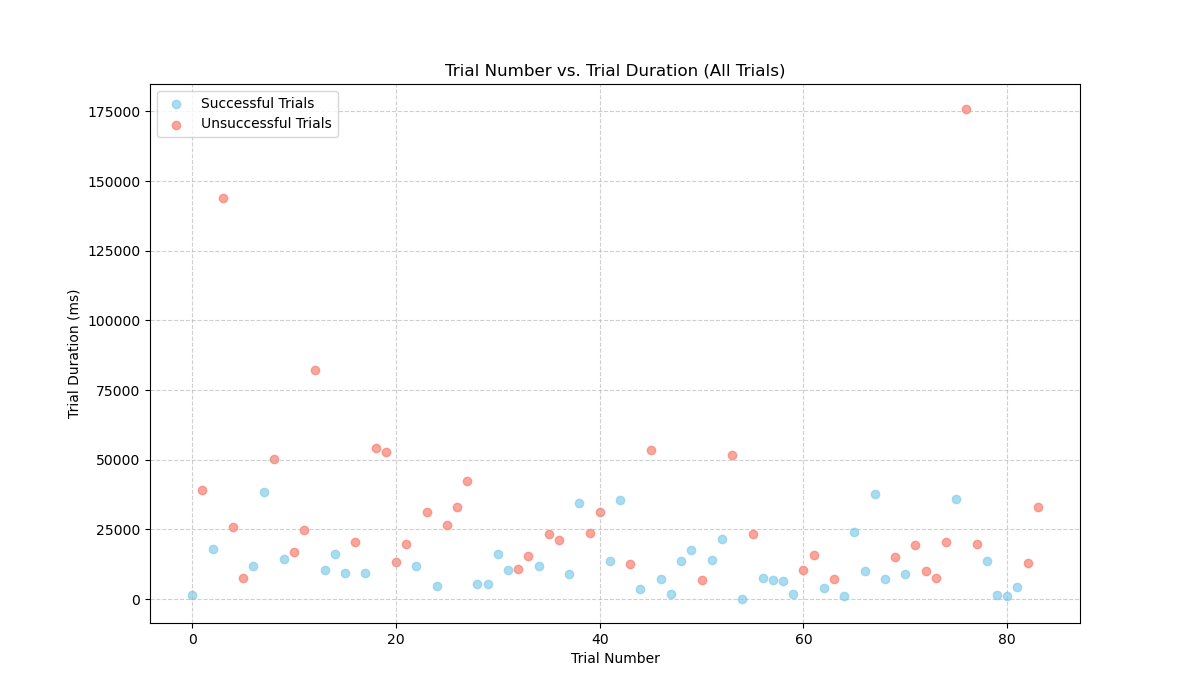 Trial Number vs. Trial Duration (All Trials)
Successful Trials
Unsuccessful Trials
175000
150000
125000
100000
75000
50000
25000
0
Trial Duration (ms)
0 20 40 60 80
Trial Number